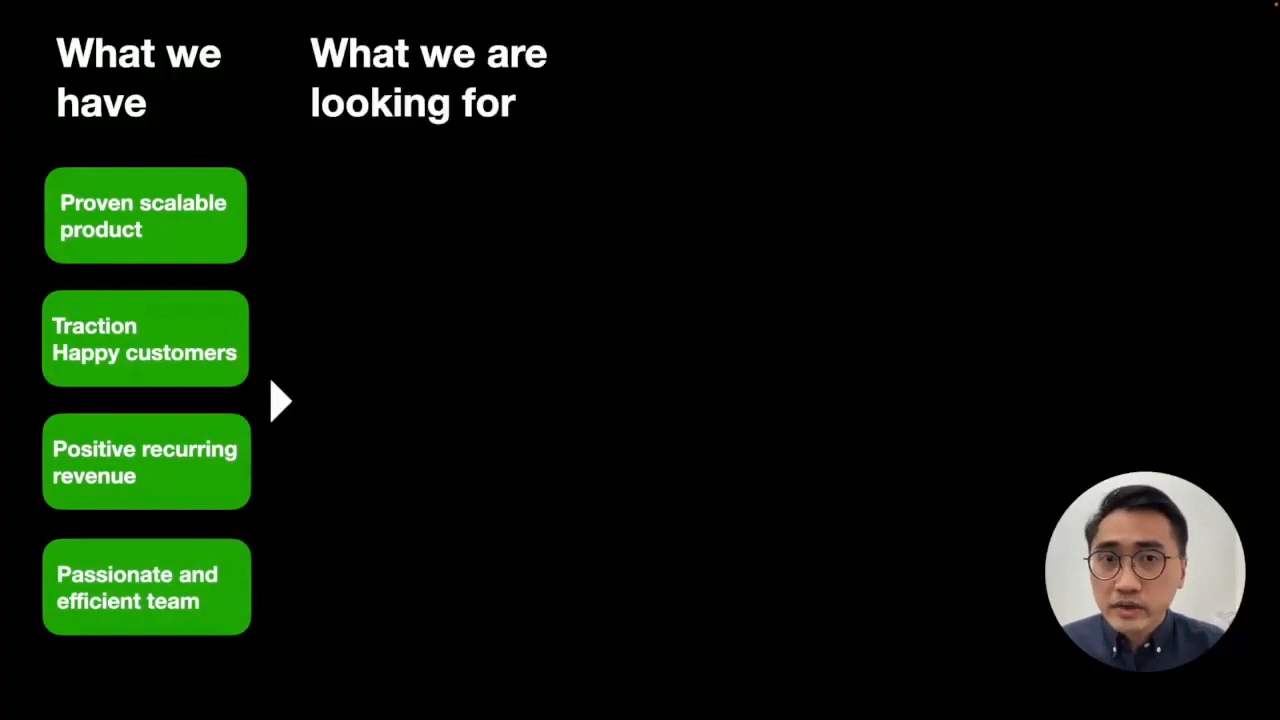 What we
have
What we are
looking for
Proven scalable
product
Traction
Happy customers
Positive recurring
revenue
Passionate and
efficient team